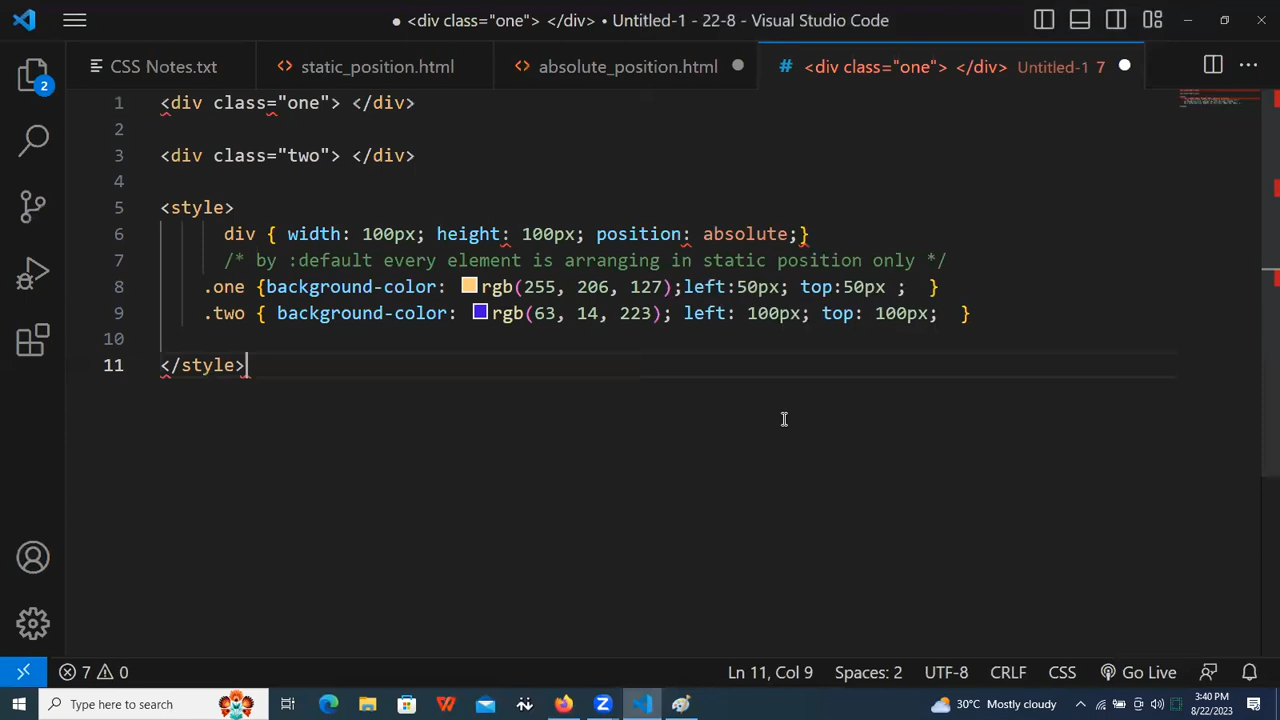 ● <div class="one"> </div> • Untitled-1 - 22-8 - Visual Studio Code
CSS Notes.txt
<> static_position.html
<> absolute_position.html ●
# <div class="one"> </div> Untitled-1 7 ●
2
1 <div class="one"> </div>
2
3 <div class="two"> </div>
4
5 <style>
6 div { width: 100px; height: 100px; position: absolute;}
7 /* by :default every element is arranging in static position only */
8 .one {background-color: rgb(255, 206, 127);left:50px; top:50px ; }
9 .two { background-color: rgb(63, 14, 223); left: 100px; top: 100px; }
10
11 </style>
7 0 Ln 11, Col 9 Spaces: 2 UTF-8 CRLF CSS Go Live
Type here to search 30°C Mostly cloudy 3:40 PM
8/22/2023